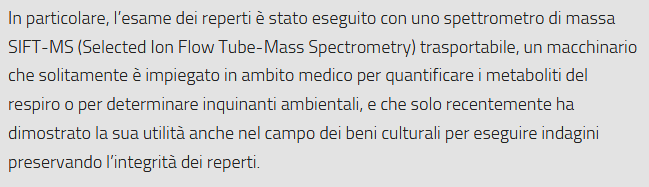 In particolare, l’esame dei reperti è stato eseguito con uno spettrometro di massa
SIFT-MS (Selected Ion Flow Tube-Mass Spectrometry) trasportabile, un macchinario
che solitamente è impiegato in ambito medico per quantificare i metaboliti del
respiro o per determinare inquinanti ambientali, e che solo recentemente ha
dimostrato la sua utilità anche nel campo dei beni culturali per eseguire indagini
preservando l’integrità dei reperti.